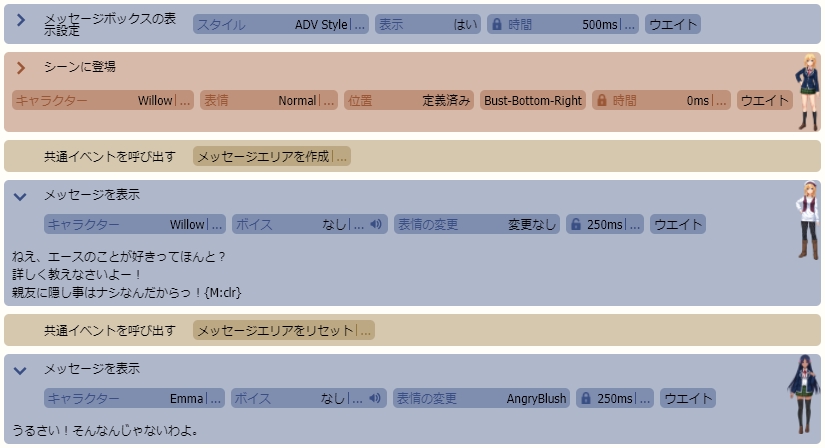 メッセージボックスの表
示設定
スタイル ADV Style|... 表示 はい 時間 500ms|... ウエイト
シーンに登場
キャラクター Willow|... 表情 Normal|... 位置 定義済み Bust-Bottom-Right 時間 0ms|... ウエイト
共通イベントを呼び出す メッセージエリアを作成|...
メッセージを表示
キャラクター Willow|... ボイス なし|... 表情の変更 変更なし 250ms|... ウエイト
ねえ、エースのことが好きってほんと？
詳しく教えなさいよー！
親友に隠し事はナシなんだからっ！{M:clr}
共通イベントを呼び出す メッセージエリアをリセット|...
メッセージを表示
キャラクター Emma|... ボイス なし|... 表情の変更 AngryBlush 250ms|... ウエイト
うるさい！そんなんじゃないわよ。